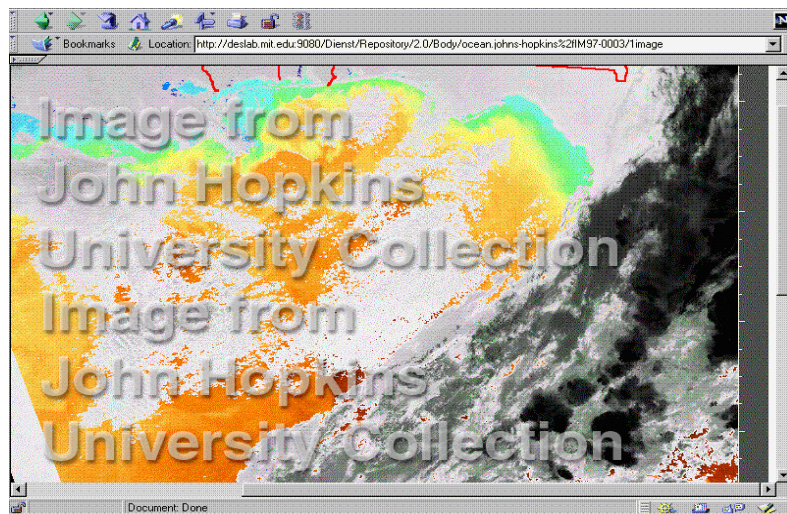 Bookmarks Location: http://deslab.mit.edu:9080/Dienst/Repository/2.0/Body/ocean.johns-hopkins%2fIM97-0003/1image
Image from
John Hopkins
University Collection
Image from
John Hopkins
University Collection
Document: Done